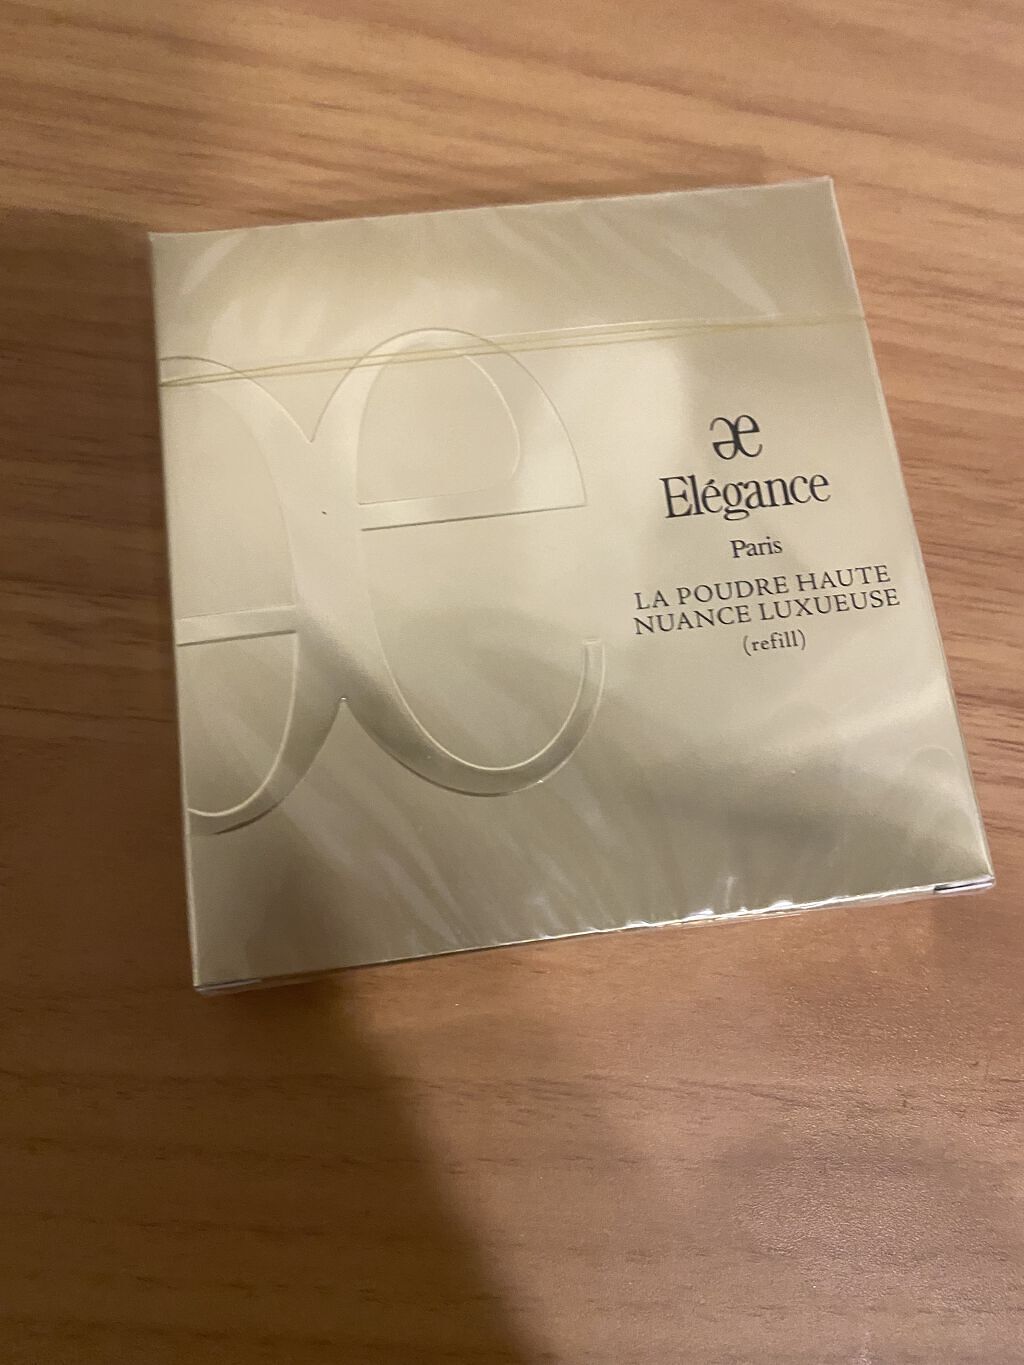 æ
Elégance
Paris
LA POUDRE HAUTE
NUANCE LUXUEUSE
(refill)